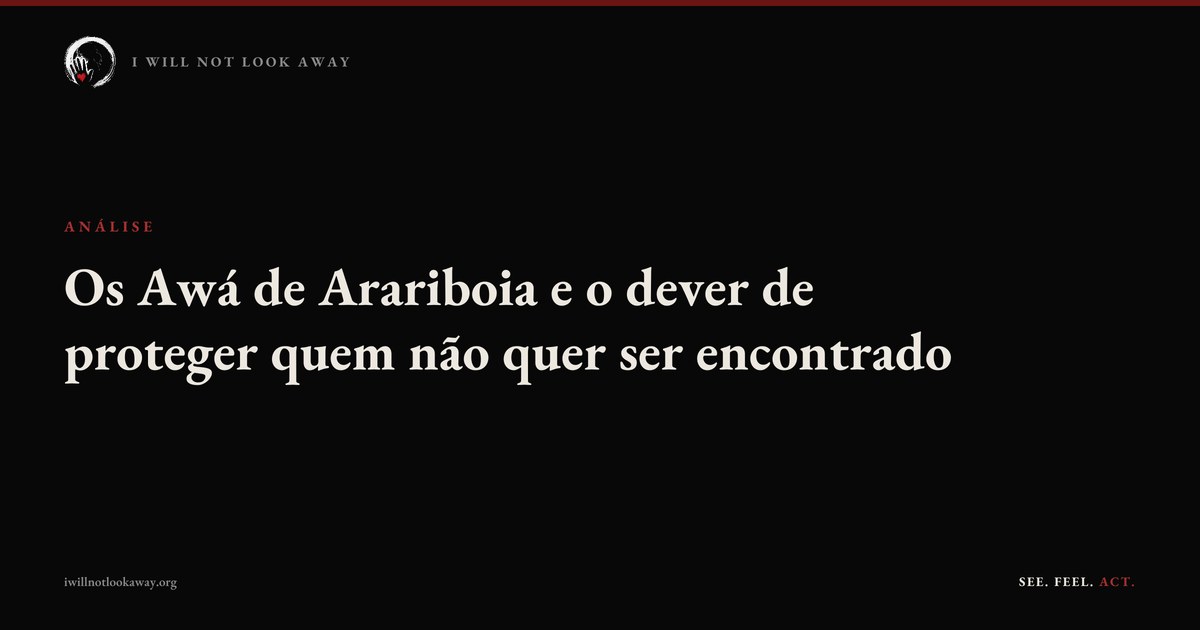 I WILL NOT LOOK AWAY
ANÁLISE
Os Awá de Arariboia e o dever de
proteger quem não quer ser encontrado
iwillnotlookaway.org
SEE. FEEL. ACT.